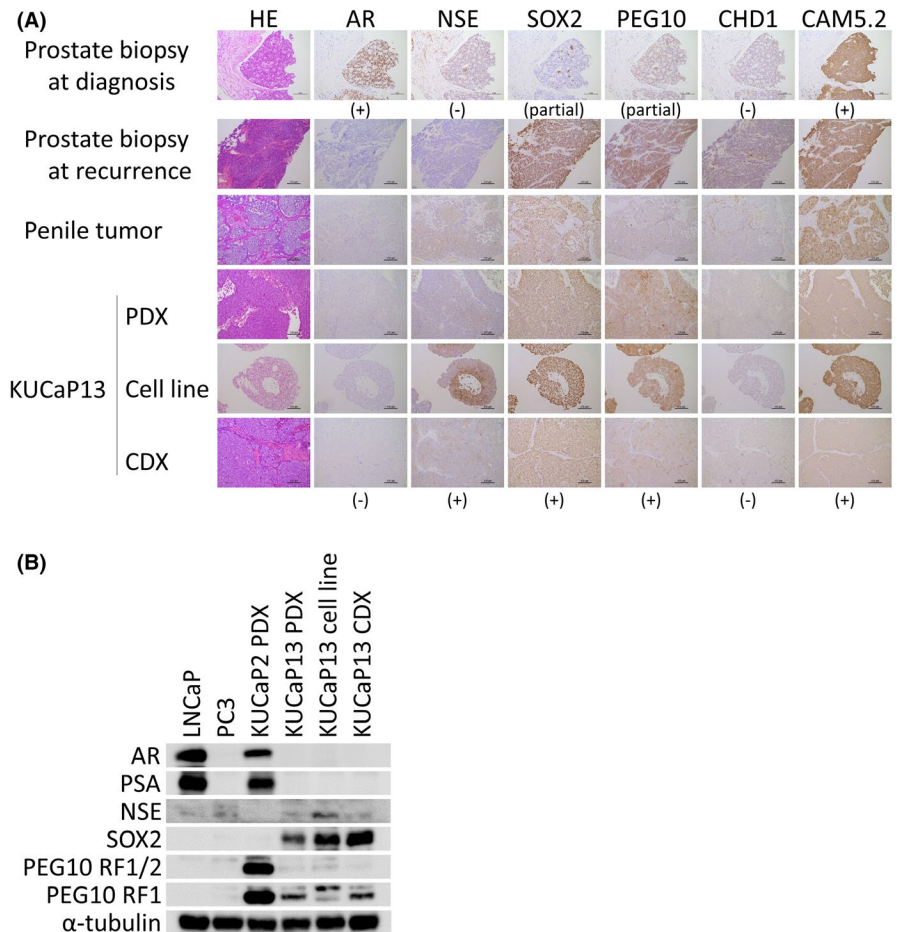 (A)
HE AR NSE SOX2 PEG10 CHD1 CAM5.2
Prostate biopsy
at diagnosis
(+) (-) (partial) (partial) (-) (+)
Prostate biopsy
at recurrence
Penile tumor
PDX
KUCaP13 Cell line
CDX
(-) (+) (+) (+) (-) (+)
(B)
LNCaP
PC3
KUCaP2 PDX
KUCaP13 PDX
KUCaP13 cell line
KUCaP13 CDX
AR
PSA
NSE
SOX2
PEG10 RF1/2
PEG10 RF1
α-tubulin